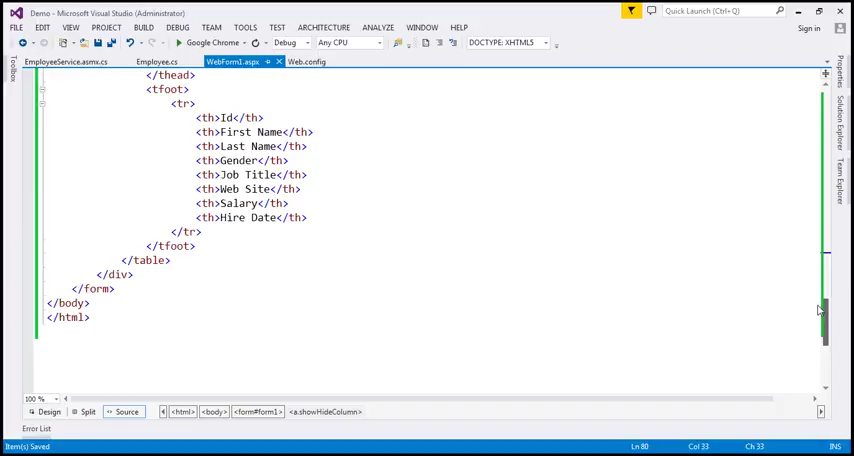 Demo - Microsoft Visual Studio (Administrator)
Quick Launch (Ctrl+Q)
FILE EDIT VIEW PROJECT BUILD DEBUG TEAM TOOLS TEST ARCHITECTURE ANALYZE WINDOW HELP
Sign in
Google Chrome Debug Any CPU DOCTYPE: XHTML5
Toolbox
EmployeeService.asmx.cs Employee.cs WebForm1.aspx Web.config
Properties
Solution Explorer
Team Explorer
</thead>
<tfoot>
<tr>
<th>Id</th>
<th>First Name</th>
<th>Last Name</th>
<th>Gender</th>
<th>Job Title</th>
<th>Web Site</th>
<th>Salary</th>
<th>Hire Date</th>
</tr>
</tfoot>
</table>
</div>
</form>
</body>
</html>
100 %
Design Split Source <html> <body> <form#form1> <a.showHideColumn>
Error List
Item(s) Saved Ln 80 Col 33 Ch 33 INS